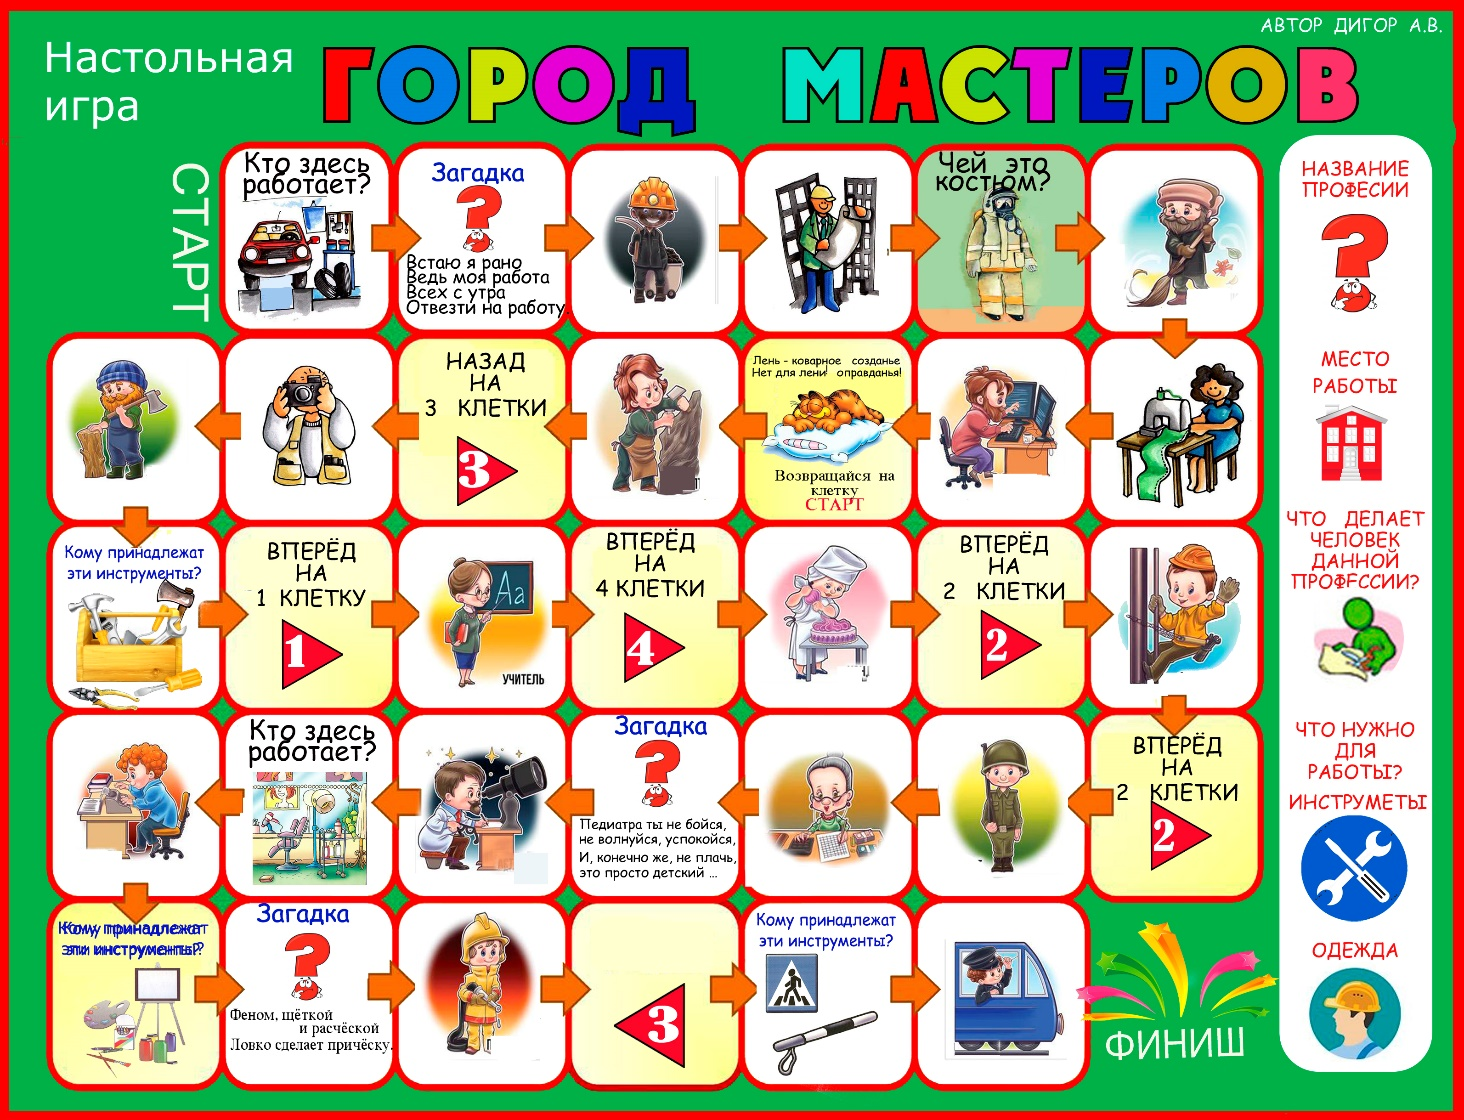 АВТОР ДИГОР А.В.
Настольная
игра
ГОРОД МАСТЕРОВ
СТАРТ
Кто здесь
работает?
Загадка
?
Встаю я рано
Ведь моя работа
Всех с утра
Отвезти на работу.
Чей это
костюм?
НАЗАД
НА
3 КЛЕТКИ
3
Лень - коварное созданье
Нет для лени оправданья!
Возвращайся на
клетку
СТАРТ
Кому принадлежат
эти инструменты?
ВПЕРЁД
НА
1 КЛЕТКУ
1
Аа
УЧИТЕЛЬ
ВПЕРЁД
НА
4 КЛЕТКИ
4
ВПЕРЁД
НА
2 КЛЕТКИ
2
Кто здесь
работает?
Загадка
?
Педиатра ты не бойся,
не волнуйся, успокойся,
И, конечно же, не плачь,
это просто детский ...
ВПЕРЁД
НА
2 КЛЕТКИ
2
Кому принадлежат
эти инструменты?
Загадка
?
Феном, щёткой
и расчёской
Ловко сделает причёску.
3
Кому принадлежат
эти инструменты?
ФИНИШ
НАЗВАНИЕ
ПРОФЕСИИ
?
МЕСТО
РАБОТЫ
ЧТО ДЕЛАЕТ
ЧЕЛОВЕК
ДАННОЙ
ПРОФЕССИИ?
ЧТО НУЖНО
ДЛЯ
РАБОТЫ?
ИНСТРУМЕТЫ
ОДЕЖДА